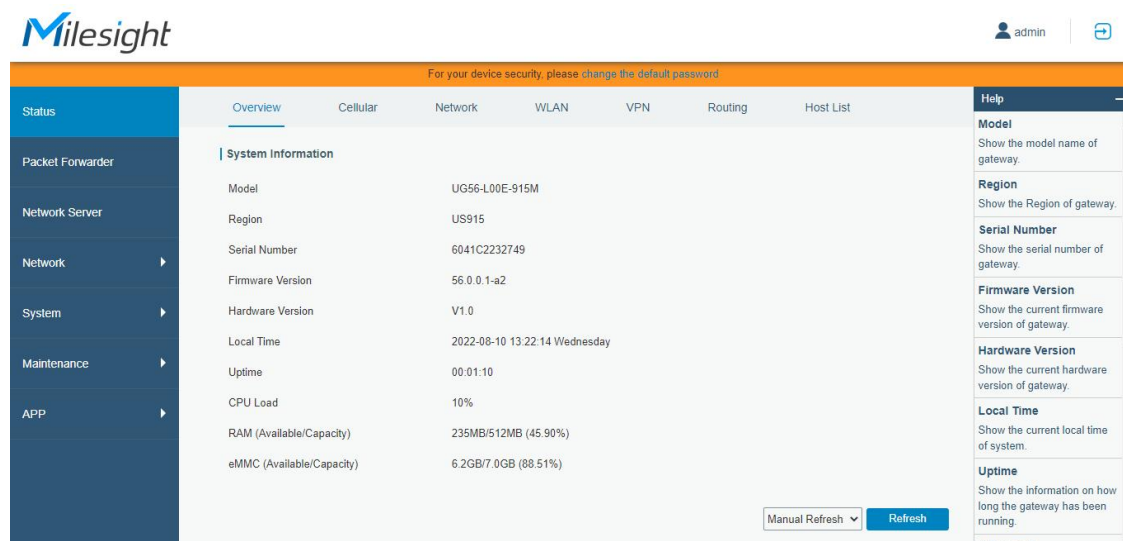 Milesight
admin
For your device security, please change the default password
Status
Packet Forwarder
Network Server
Network
System
Maintenance
APP
Overview Cellular Network WLAN VPN Routing Host List
System Information
Model UG56-L00E-915M
Region US915
Serial Number 6041C2232749
Firmware Version 56.0.0.1-a2
Hardware Version V1.0
Local Time 2022-08-10 13:22:14 Wednesday
Uptime 00:01:10
CPU Load 10%
RAM (Available/Capacity) 235MB/512MB (45.90%)
eMMC (Available/Capacity) 6.2GB/7.0GB (88.51%)
Manual Refresh Refresh
Help
Model
Show the model name of
gateway.
Region
Show the Region of gateway.
Serial Number
Show the serial number of
gateway.
Firmware Version
Show the current firmware
version of gateway.
Hardware Version
Show the current hardware
version of gateway.
Local Time
Show the current local time
of system.
Uptime
Show the information on how
long the gateway has been
running.